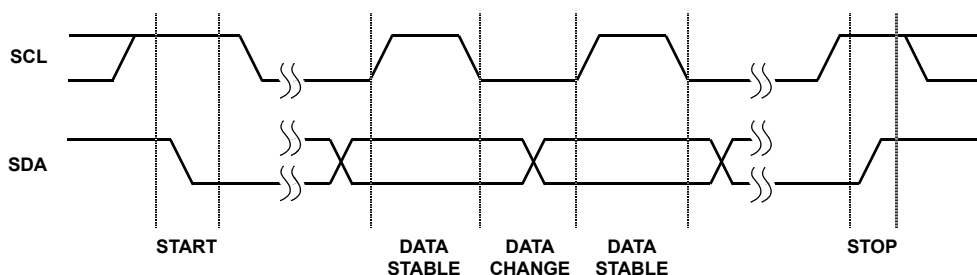 SCL
SDA
START
DATA
STABLE
DATA
CHANGE
DATA
STABLE
STOP